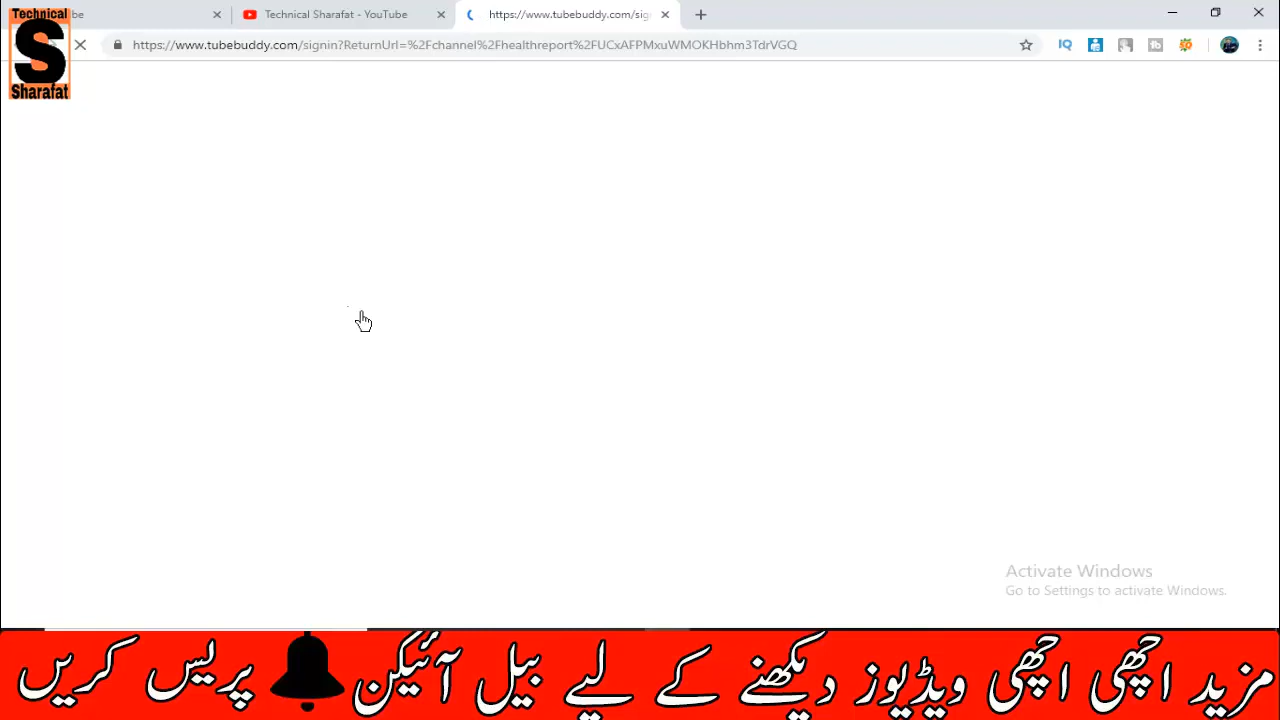 Technical
S
Sharafat
be
Technical Sharafat - YouTube
https://www.tubebuddy.com/sig
https://www.tubebuddy.com/signin?ReturnUrl=%2Fchannel%2Fhealthreport%2FUCxAFPMxuWMOKHbhm3TdrVGQ
IQ
tb
Activate Windows
Go to Settings to activate Windows.
مزید اچھی اچھی ویڈیوز دیکھنے کے لیے بیل آئیکن پریس کریں